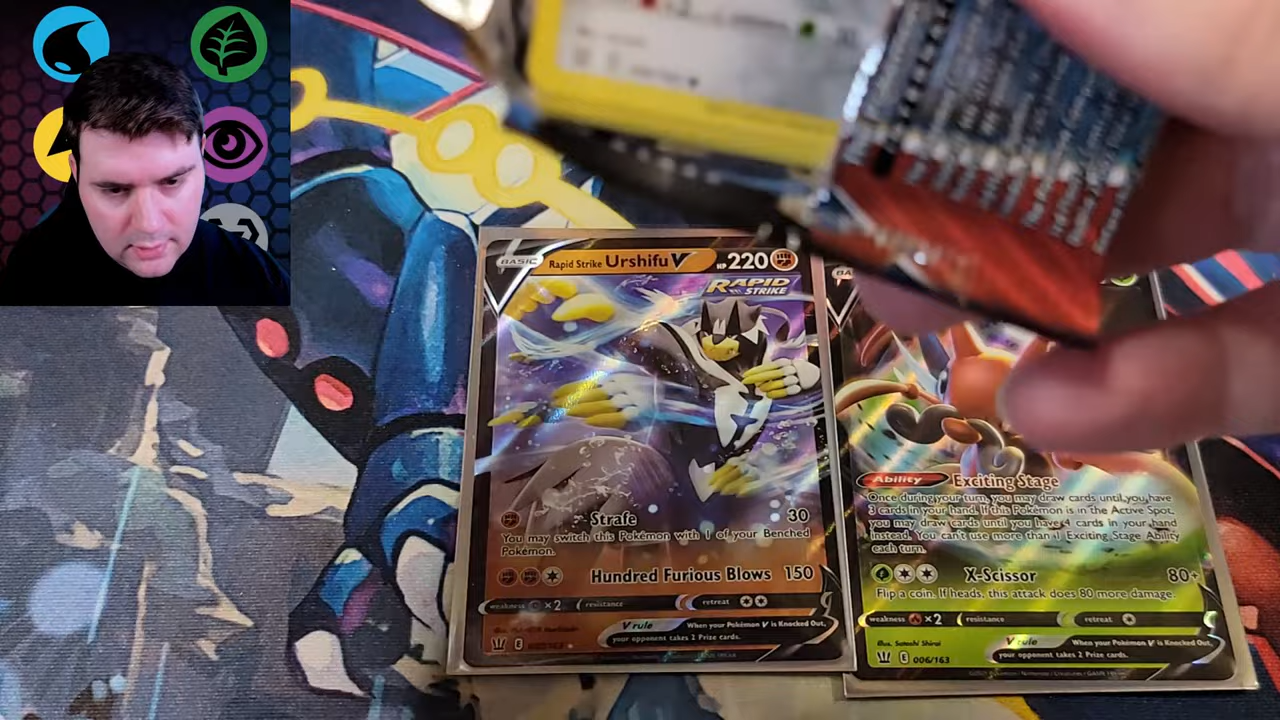 BASIC
Rapid Strike Urshifu V
HP 220
RAPID
STRIKE
Strafe 30
You may switch this Pokémon with 1 of your Benched
Pokémon.
Hundred Furious Blows 150
weakness ×2 resistance retreat
V rule When your Pokémon V is Knocked Out,
your opponent takes 2 Prize cards.
E
BA
Ability Exciting Stage
Once during your turn, you may draw cards until you have
3 cards in your hand. If this Pokémon is in the Active Spot,
you may draw cards until you have 4 cards in your hand
instead. You can't use more than 1 Exciting Stage Ability
each turn.
X-Scissor 80+
Flip a coin. If heads, this attack does 80 more damage.
weakness ×2 resistance retreat
V rule When your Pokémon V is Knocked Out,
your opponent takes 2 Prize cards.
Illus. Satoshi Shirai
E 006/163